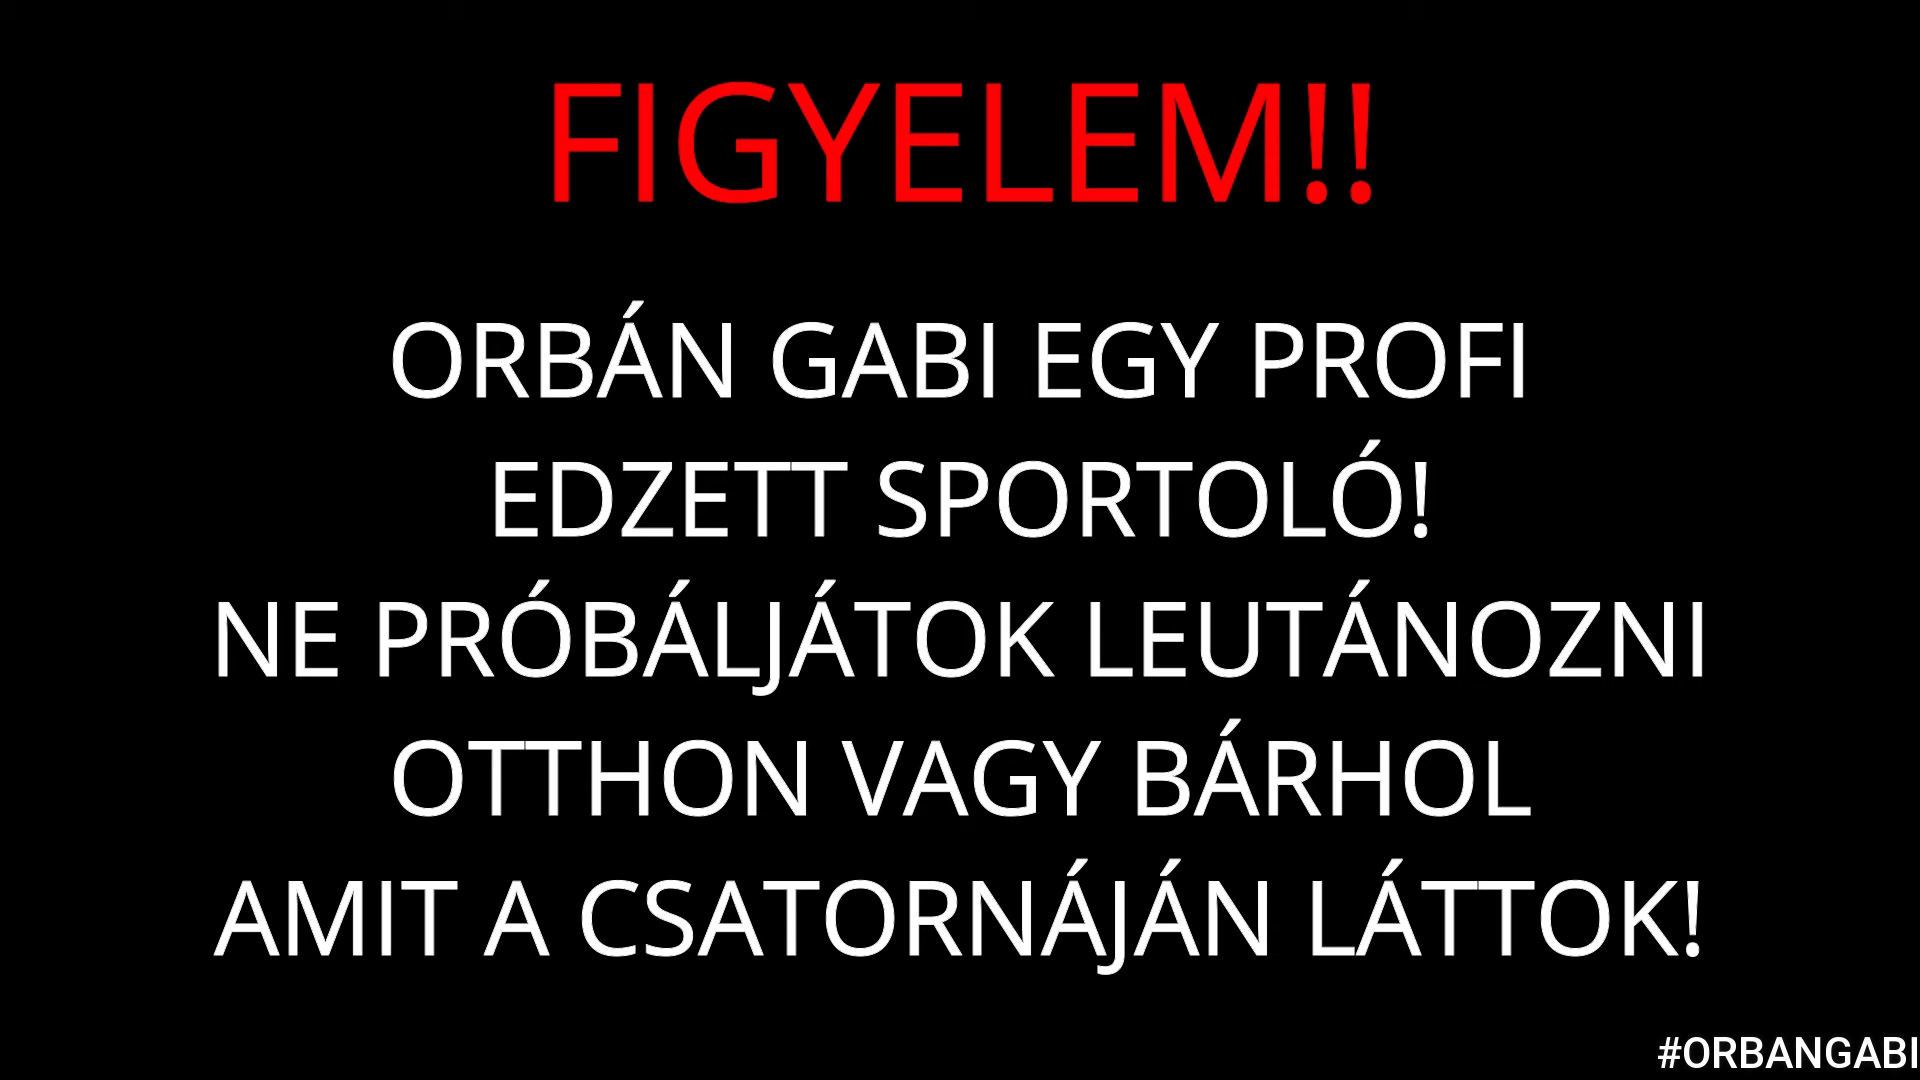 FIGYELEM!!
ORBÁN GABI EGY PROFI
EDZETT SPORTOLÓ!
NE PRÓBÁLJÁTOK LEUTÁNOZNI
OTTHON VAGY BÁRHOL
AMIT A CSATORNÁJÁN LÁTTOK!
#ORBANGABI